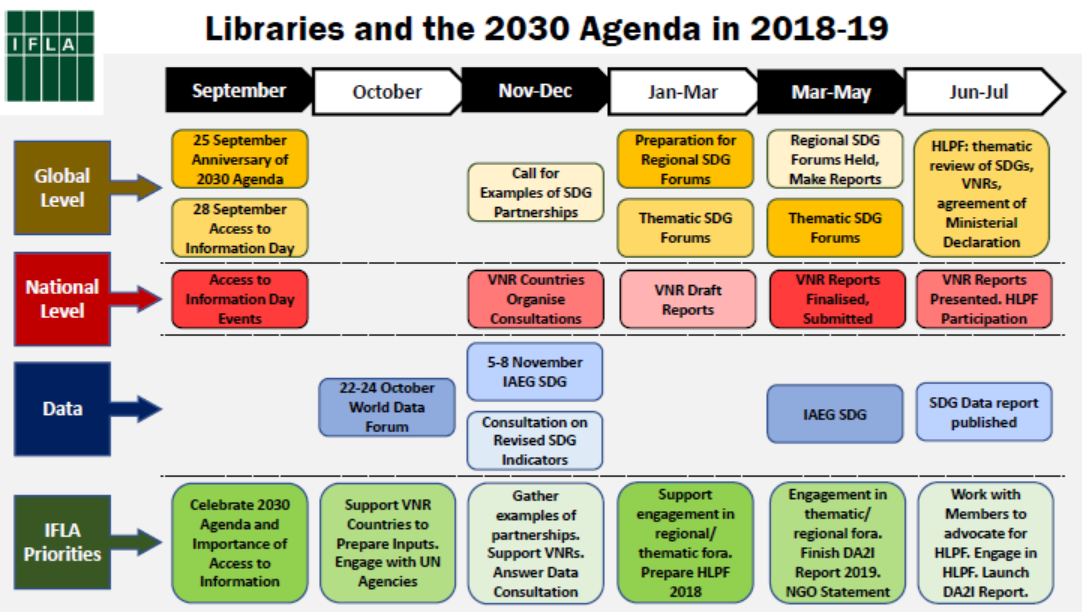 IFLA
Libraries and the 2030 Agenda in 2018-19
September
October
Nov-Dec
Jan-Mar
Mar-May
Jun-Jul
Global
Level
25 September
Anniversary of
2030 Agenda
28 September
Access to
Information Day
Call for
Examples of SDG
Partnerships
Preparation for
Regional SDG
Forums
Thematic SDG
Forums
Regional SDG
Forums Held,
Make Reports
Thematic SDG
Forums
HLPF: thematic
review of SDGs,
VNRs,
agreement of
Ministerial
Declaration
National
Level
Access to
Information Day
Events
VNR Countries
Organise
Consultations
VNR Draft
Reports
VNR Reports
Finalised,
Submitted
VNR Reports
Presented. HLPF
Participation
Data
22-24 October
World Data
Forum
5-8 November
IAEG SDG
Consultation on
Revised SDG
Indicators
IAEG SDG
SDG Data report
published
IFLA
Priorities
Celebrate 2030
Agenda and
Importance of
Access to
Information
Support VNR
Countries to
Prepare Inputs.
Engage with UN
Agencies
Gather
examples of
partnerships.
Support VNRs.
Answer Data
Consultation
Support
engagement in
regional/
thematic fora.
Prepare HLPF
2018
Engagement in
thematic/
regional fora.
Finish DA2I
Report 2019.
NGO Statement
Work with
Members to
advocate for
HLPF. Engage in
HLPF. Launch
DA2I Report.